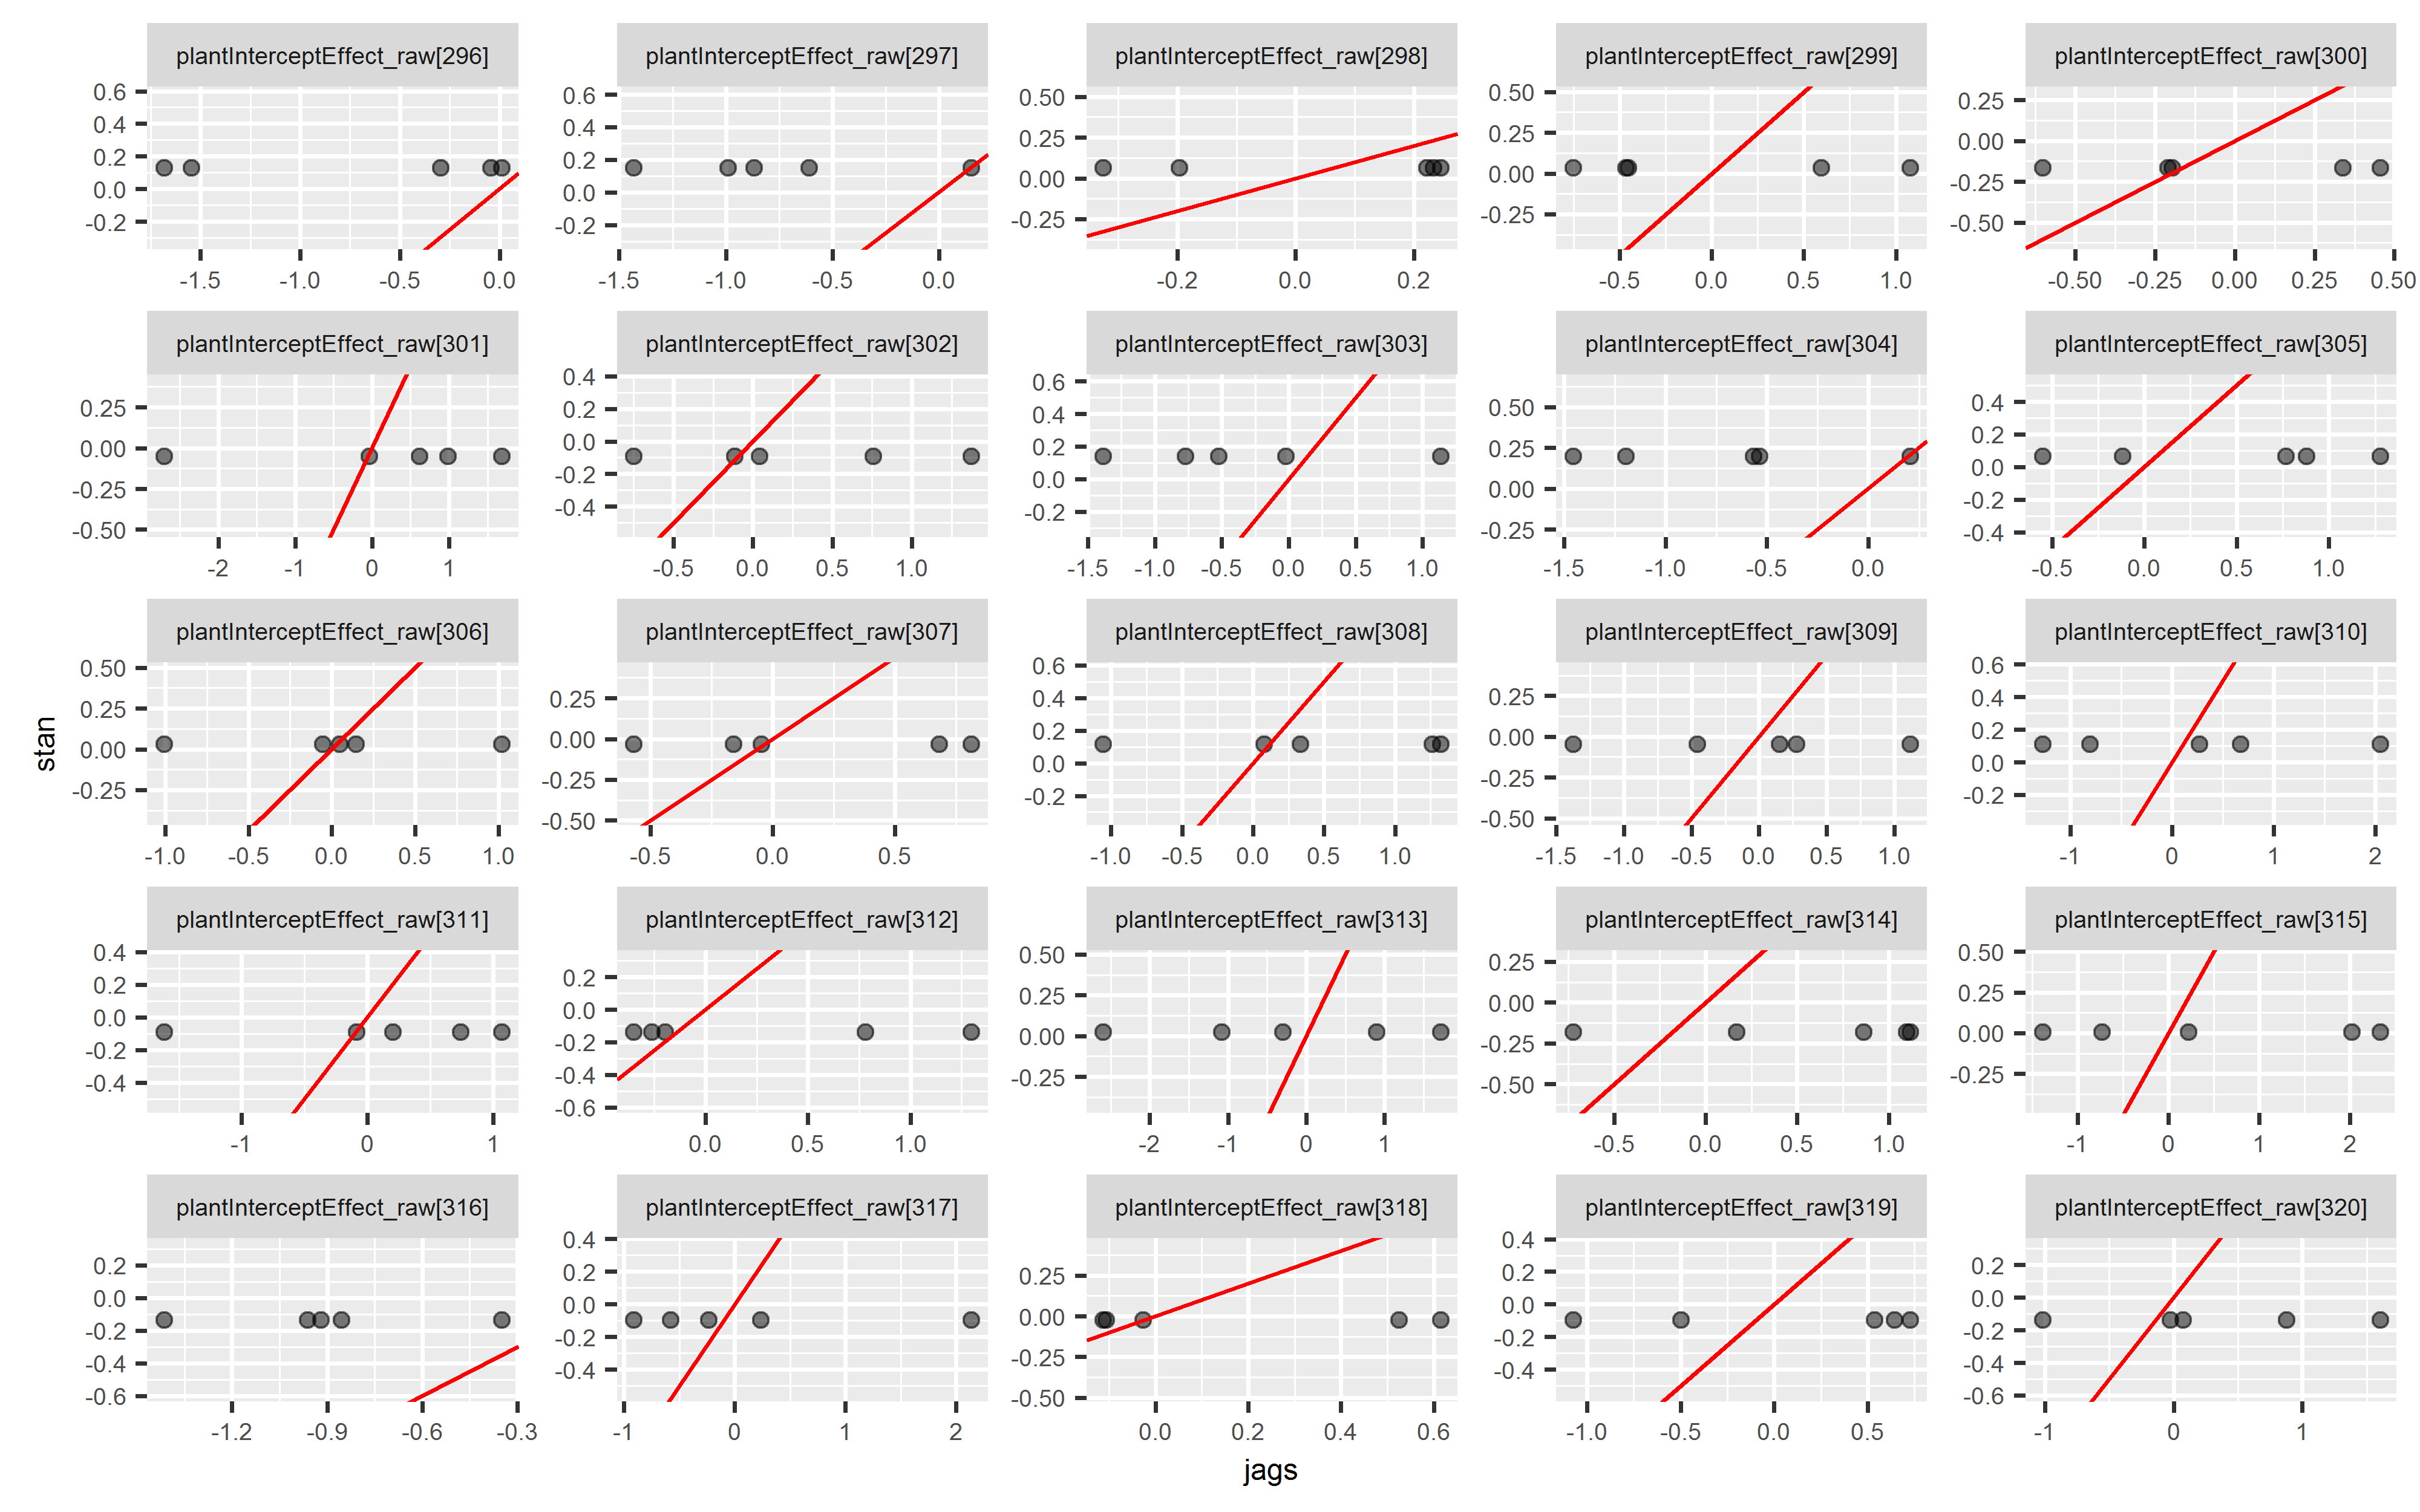 plantInterceptEffect_raw[296] plantInterceptEffect_raw[297] plantInterceptEffect_raw[298] plantInterceptEffect_raw[299] plantInterceptEffect_raw[300]
0.6 0.4 0.2 0.0 -0.2
0.6 0.4 0.2 0.0 -0.2
0.50 0.25 0.00 -0.25
0.50 0.25 0.00 -0.25
0.25 0.00 -0.25 -0.50
-1.5 -1.0 -0.5 0.0
-1.5 -1.0 -0.5 0.0
-0.2 0.0 0.2
-0.5 0.0 0.5 1.0
-0.50 -0.25 0.00 0.25 0.50
plantInterceptEffect_raw[301] plantInterceptEffect_raw[302] plantInterceptEffect_raw[303] plantInterceptEffect_raw[304] plantInterceptEffect_raw[305]
0.25 0.00 -0.25 -0.50
0.4 0.2 0.0 -0.2 -0.4
0.6 0.4 0.2 0.0 -0.2
0.50 0.25 0.00 -0.25
0.4 0.2 0.0 -0.2 -0.4
-2 -1 0 1
-0.5 0.0 0.5 1.0
-1.5 -1.0 -0.5 0.0 0.5 1.0
-1.5 -1.0 -0.5 0.0
-0.5 0.0 0.5 1.0
stan
plantInterceptEffect_raw[306] plantInterceptEffect_raw[307] plantInterceptEffect_raw[308] plantInterceptEffect_raw[309] plantInterceptEffect_raw[310]
0.50 0.25 0.00 -0.25
0.25 0.00 -0.25 -0.50
0.6 0.4 0.2 0.0 -0.2
0.25 0.00 -0.25 -0.50
0.6 0.4 0.2 0.0 -0.2
-1.0 -0.5 0.0 0.5 1.0
-0.5 0.0 0.5
-1.0 -0.5 0.0 0.5 1.0
-1.5 -1.0 -0.5 0.0 0.5 1.0
-1 0 1 2
plantInterceptEffect_raw[311] plantInterceptEffect_raw[312] plantInterceptEffect_raw[313] plantInterceptEffect_raw[314] plantInterceptEffect_raw[315]
0.4 0.2 0.0 -0.2 -0.4
0.2 0.0 -0.2 -0.4 -0.6
0.50 0.25 0.00 -0.25
0.25 0.00 -0.25 -0.50
0.50 0.25 0.00 -0.25
-1 0 1
0.0 0.5 1.0
-2 -1 0 1
-0.5 0.0 0.5 1.0
-1 0 1 2
plantInterceptEffect_raw[316] plantInterceptEffect_raw[317] plantInterceptEffect_raw[318] plantInterceptEffect_raw[319] plantInterceptEffect_raw[320]
0.2 0.0 -0.2 -0.4 -0.6
0.4 0.2 0.0 -0.2 -0.4
0.25 0.00 -0.25 -0.50
0.4 0.2 0.0 -0.2 -0.4
0.2 0.0 -0.2 -0.4 -0.6
-1.2 -0.9 -0.6 -0.3
-1 0 1 2
0.0 0.2 0.4 0.6
-1.0 -0.5 0.0 0.5
-1 0 1
jags